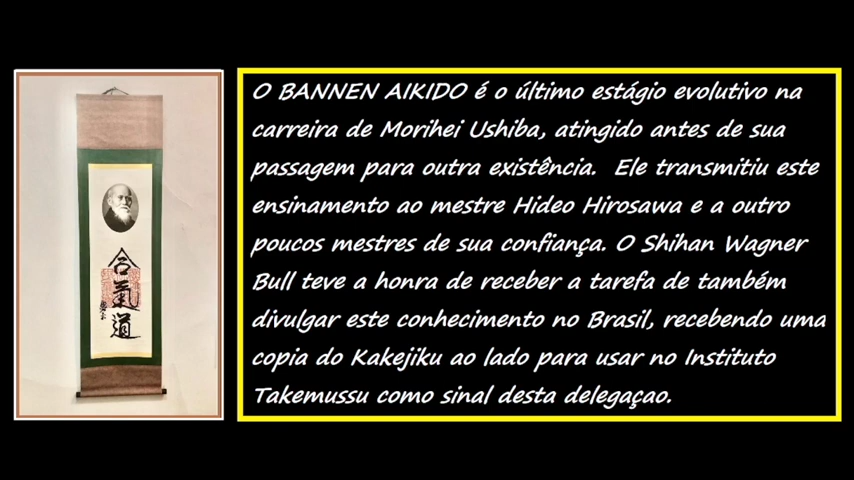 合氣道
O BANNEN AIKIDO é o último estágio evolutivo na
carreira de Morihei Ushiba, atingido antes de sua
passagem para outra existência. Ele transmitiu este
ensinamento ao mestre Hideo Hirosawa e a outro
poucos mestres de sua confiança. O Shihan Wagner
Bull teve a honra de receber a tarefa de também
divulgar este conhecimento no Brasil, recebendo uma
copia do Kakejiku ao lado para usar no Instituto
Takemussu como sinal desta delegaçao.